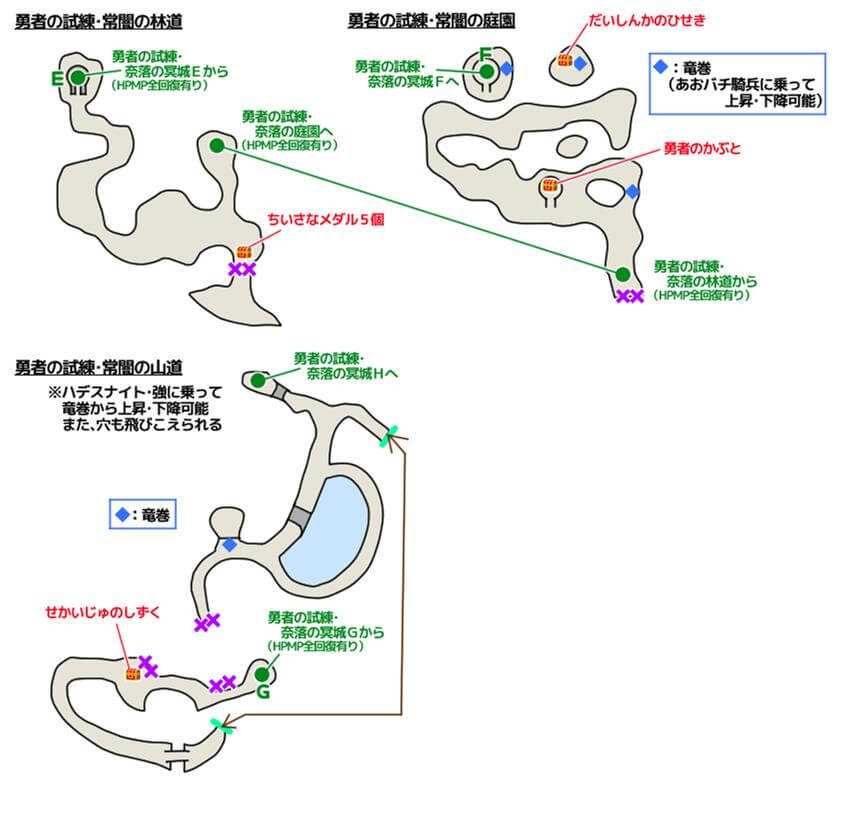 勇者の試練･常闇の林道
E
勇者の試練･
奈落の冥城Ｅから
(HPMP全回復有り)
勇者の試練･
奈落の庭園へ
(HPMP全回復有り)
ちいさなメダル５個
勇者の試練･常闇の庭園
だいしんかのひせき
F
勇者の試練･
奈落の冥城Ｆへ
：竜巻
(あおバチ騎兵に乗って
上昇･下降可能)
勇者のかぶと
勇者の試練･
奈落の林道から
(HPMP全回復有り)
勇者の試練･常闇の山道
※ハデスナイト･強に乗って
竜巻から上昇･下降可能
また､穴も飛びこえられる
勇者の試練･
奈落の冥城Ｈへ
：竜巻
せかいじゅのしずく
勇者の試練･
奈落の冥城Ｇから
(HPMP全回復有り)
G